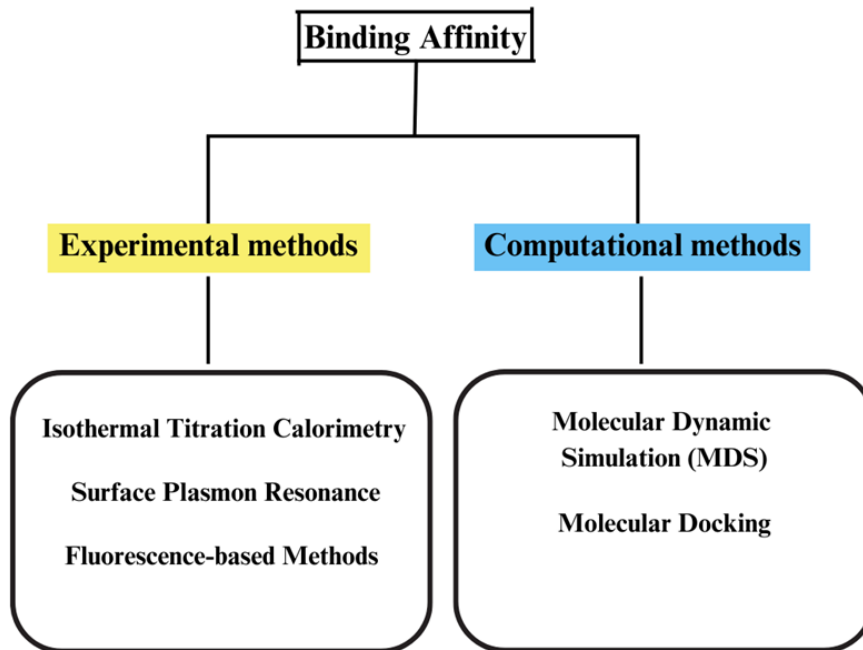 Binding Affinity
Experimental methods
Computational methods
Isothermal Titration Calorimetry
Surface Plasmon Resonance
Fluorescence-based Methods
Molecular Dynamic
Simulation (MDS)
Molecular Docking